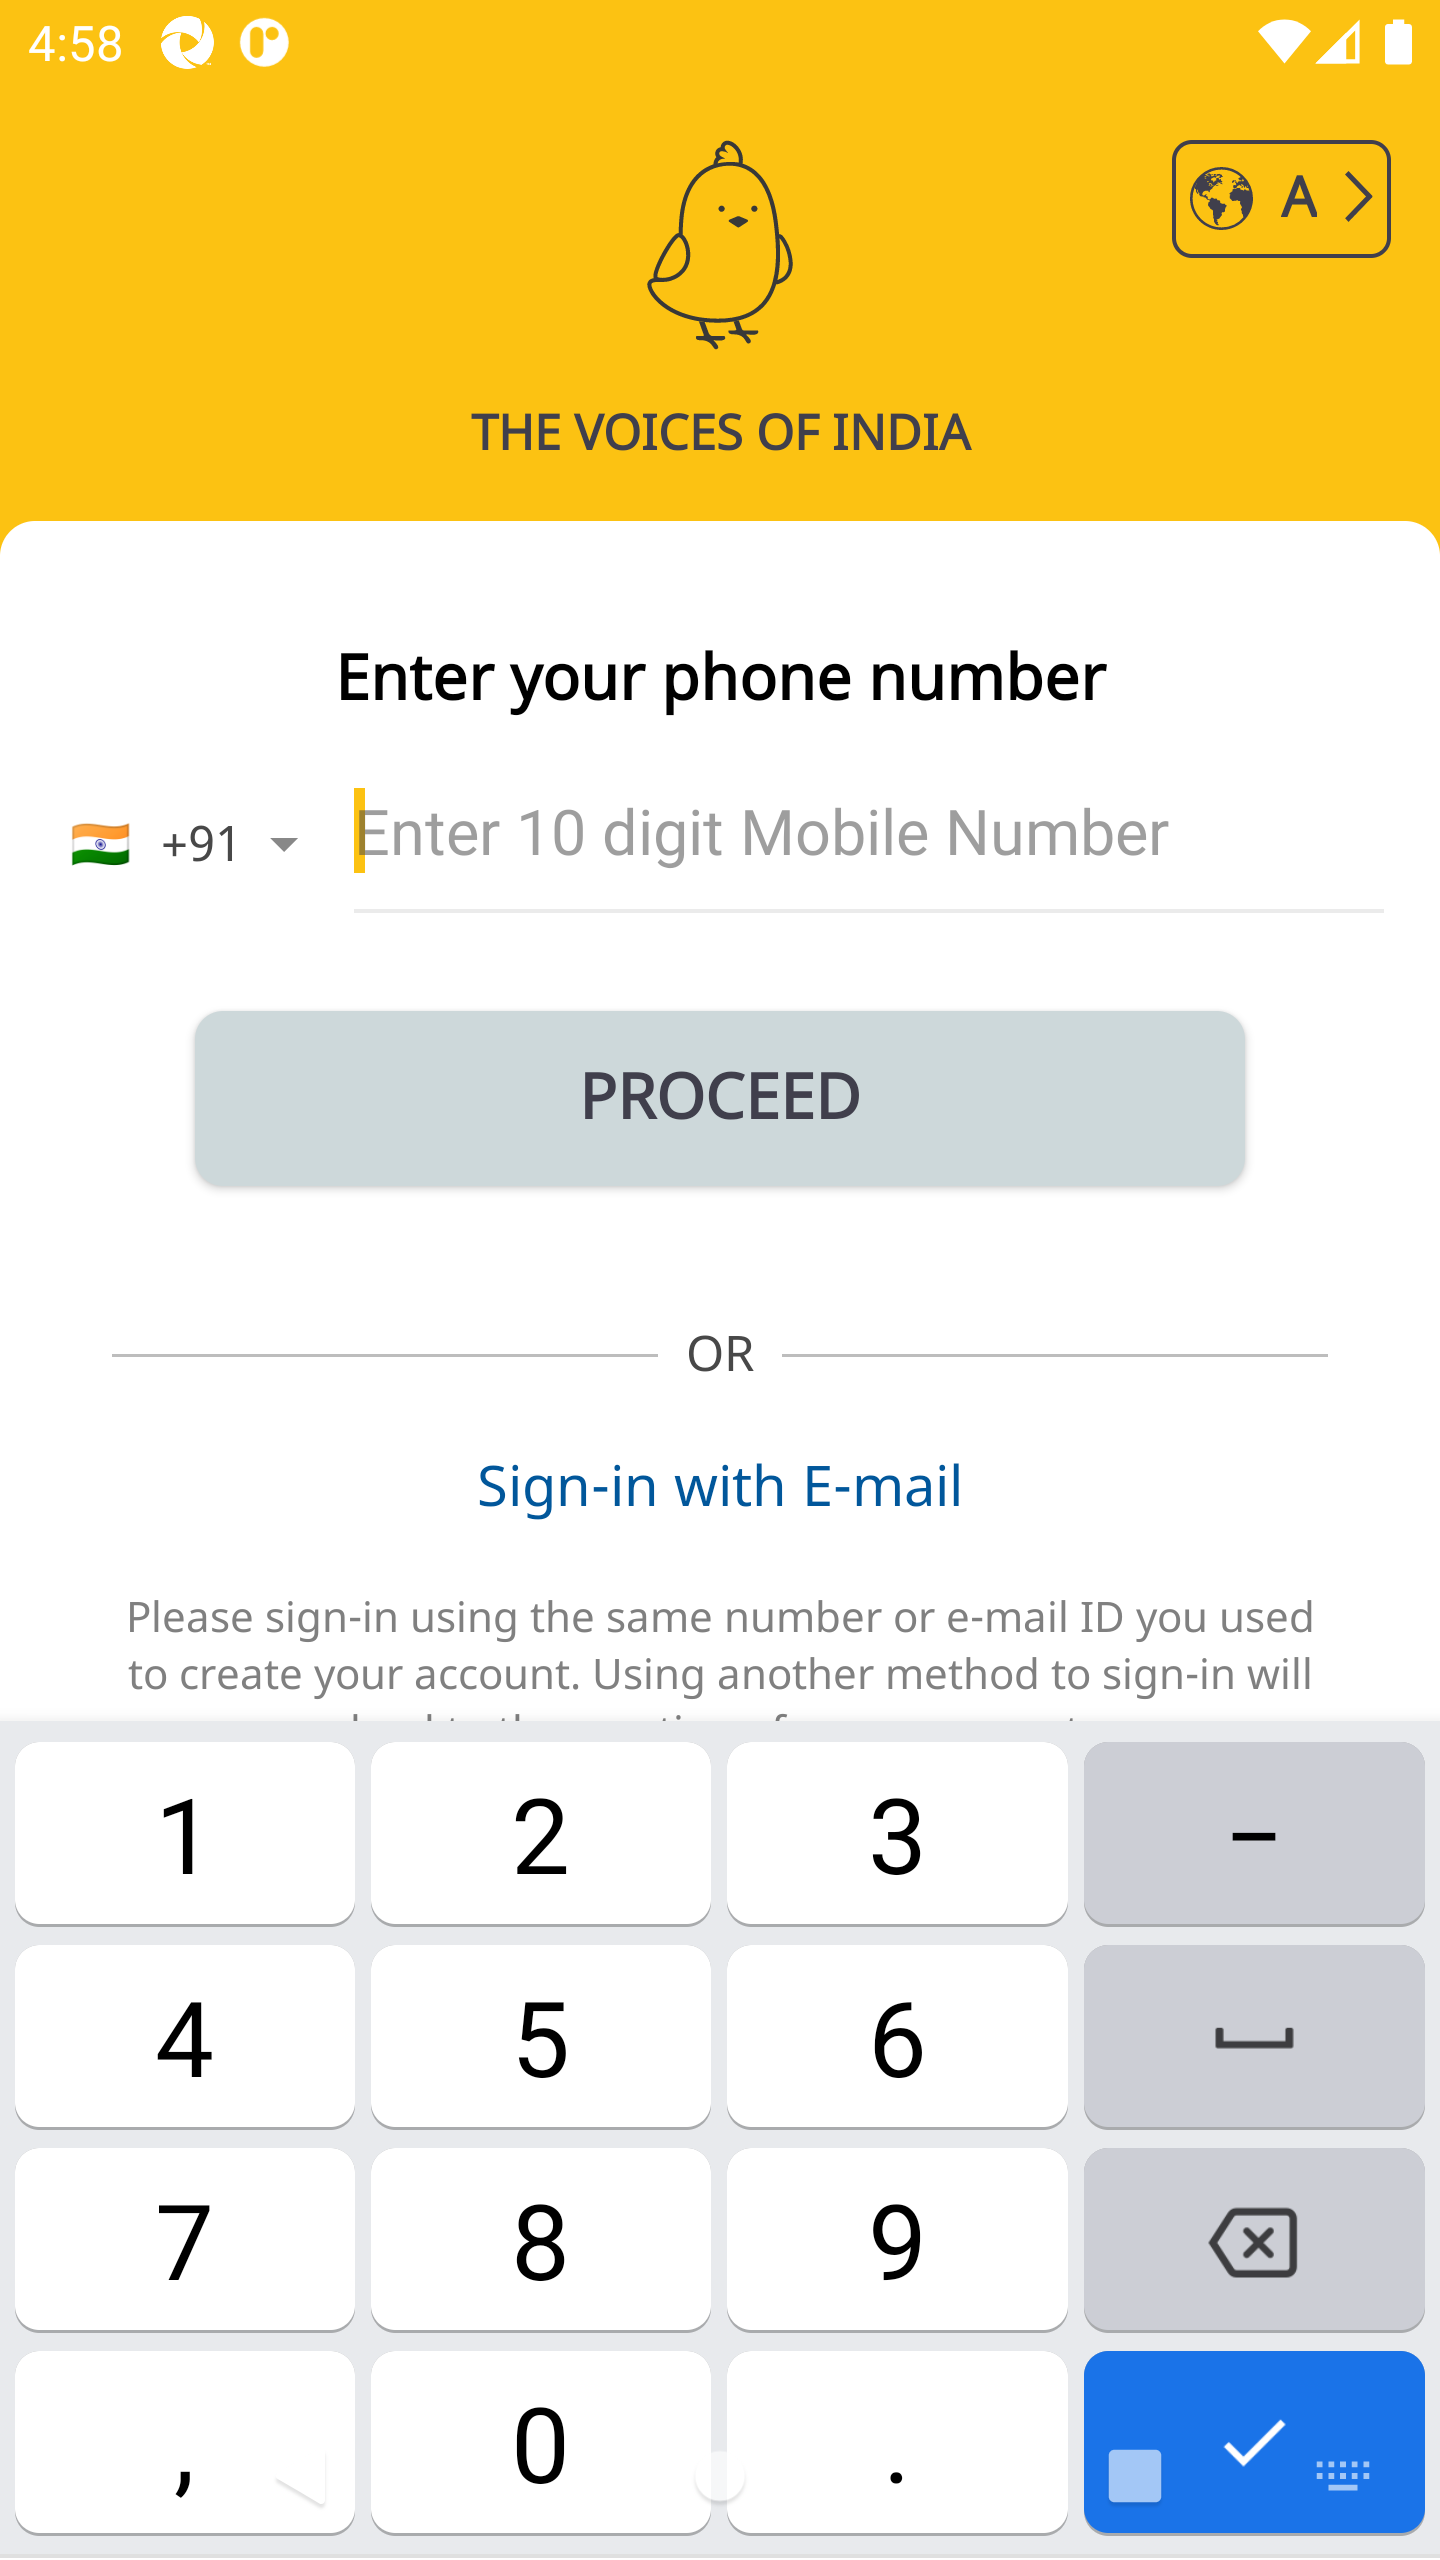 4:58
A
THE VOICES OF INDIA
Enter your phone number
+91
Enter 10 digit Mobile Number
PROCEED
OR
Sign-in with E-mail
Please sign-in using the same number or e-mail ID you used
to create your account. Using another method to sign-in will
1 2 3 –
4 5 6
7 8 9
, 0 .